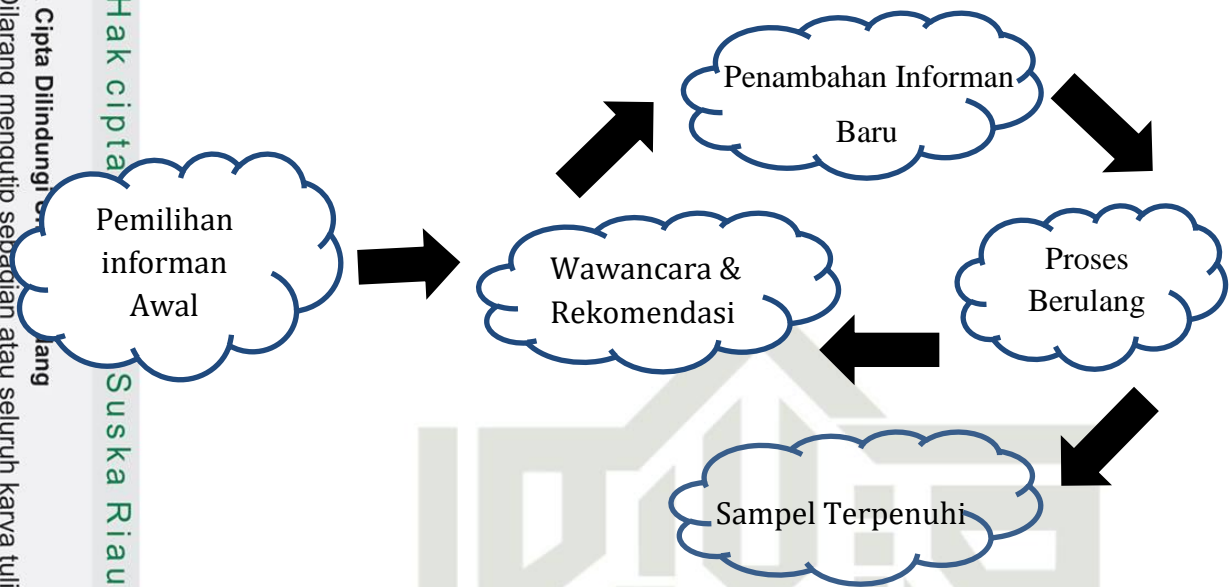 Hak cipta
Suska Riau
Cipta Dilindungi
lang
Dilarang mengutip sebagian atau seluruh karya
Penambahan Informan
Baru
Pemilihan
informan
Awal
Wawancara &
Rekomendasi
Proses
Berulang
Sampel Terpenuhi